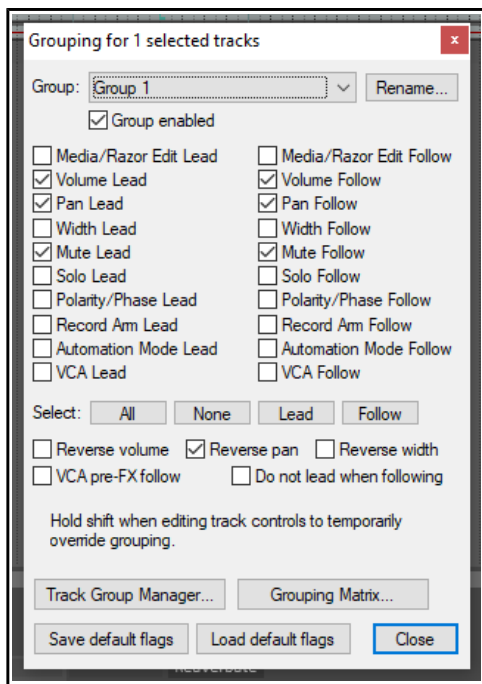 Grouping for 1 selected tracks x
Group: Group 1 Rename...
Group enabled
Media/Razor Edit Lead Media/Razor Edit Follow
Volume Lead Volume Follow
Pan Lead Pan Follow
Width Lead Width Follow
Mute Lead Mute Follow
Solo Lead Solo Follow
Polarity/Phase Lead Polarity/Phase Follow
Record Arm Lead Record Arm Follow
Automation Mode Lead Automation Mode Follow
VCA Lead VCA Follow
Select: All None Lead Follow
Reverse volume Reverse pan Reverse width
VCA pre-FX follow Do not lead when following
Hold shift when editing track controls to temporarily
override grouping.
Track Group Manager... Grouping Matrix...
Save default flags Load default flags Close